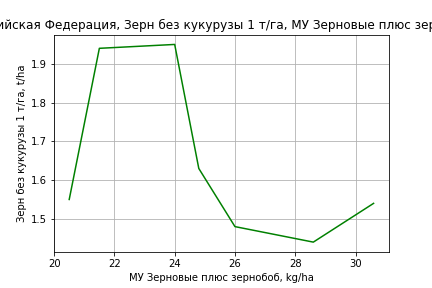 йская Федерация, Зерн без кукурузы 1 т/га, МУ Зерновые плюс зер
1.9
1.8
1.7
1.6
1.5
Зерн без кукурузы 1 т/га, t/ha
20 22 24 26 28 30
МУ Зерновые плюс зернобоб, kg/ha